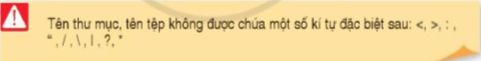 Tên thư mục, tên tệp không được chứa một số kí tự đặc biệt sau: <, >, : ,
" , / , \ , | , ?, *